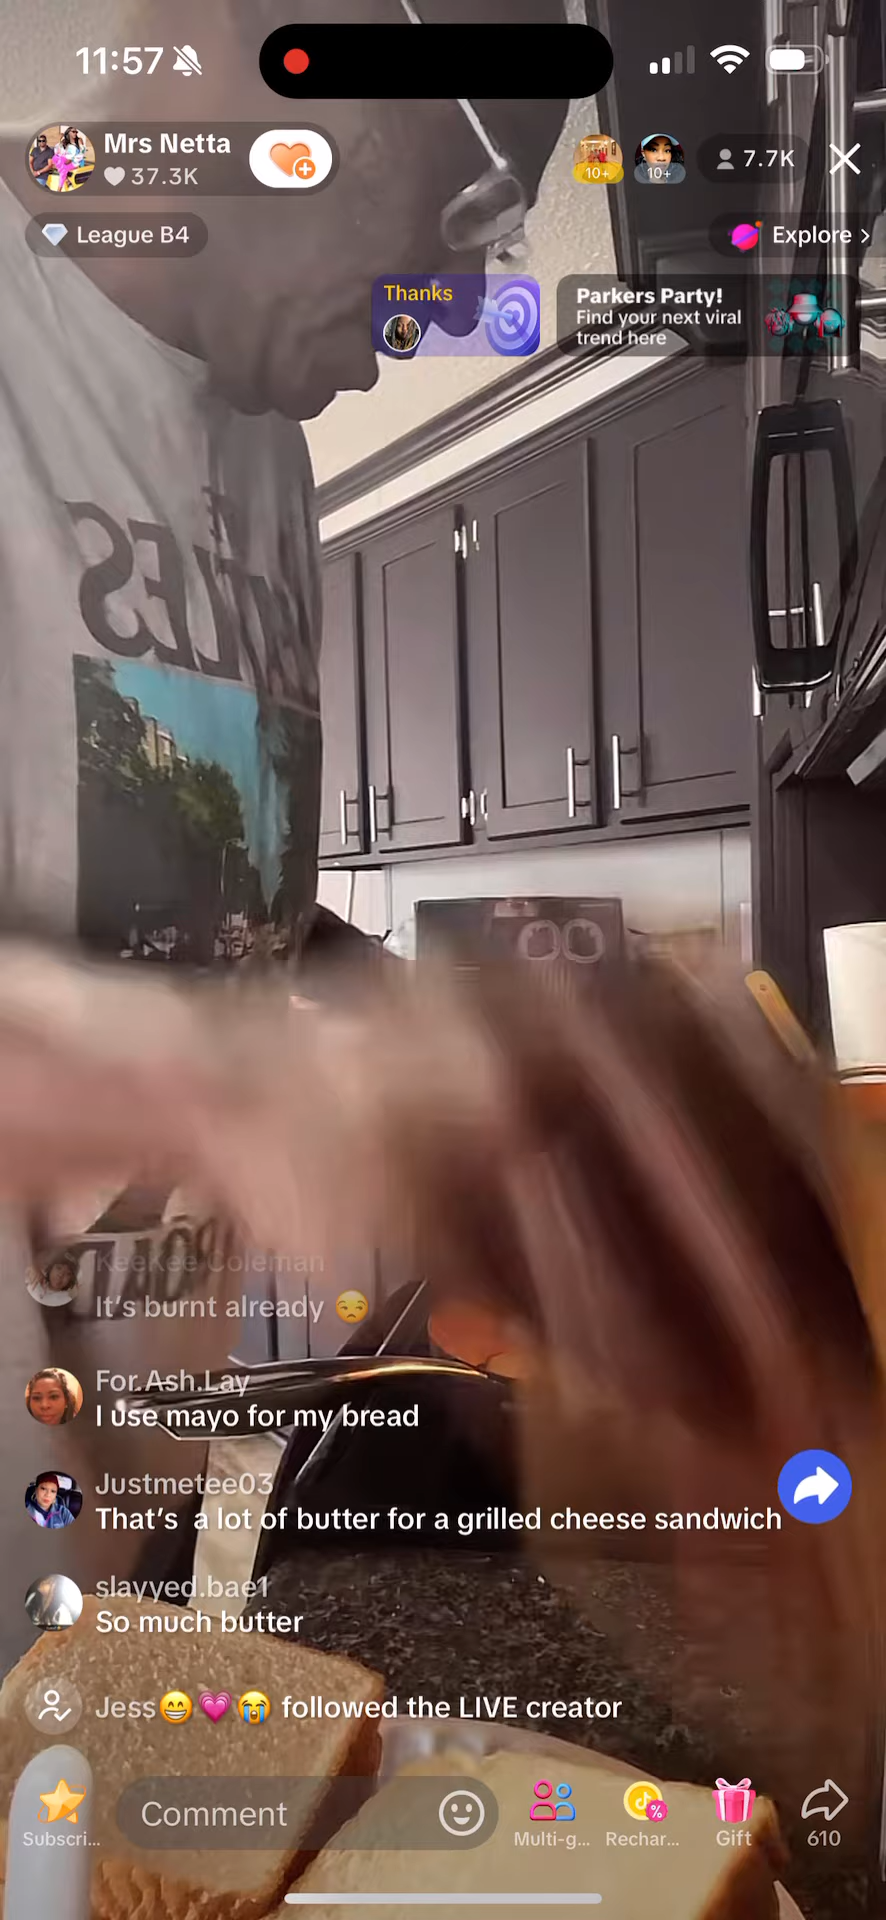 11:57
Mrs Netta
37.3K
10+
10+
7.7K
League B4
Explore >
Thanks
Parkers Party!
Find your next viral
trend here
KeeKee Coleman
It's burnt already 😒
For.Ash.Lay
I use mayo for my bread
Justmetee03
That's a lot of butter for a grilled cheese sandwich
slayyed.bae1
So much butter
Jess😁💗😭 followed the LIVE creator
Comment
Subscri...
Multi-g...
Rechar...
Gift
610